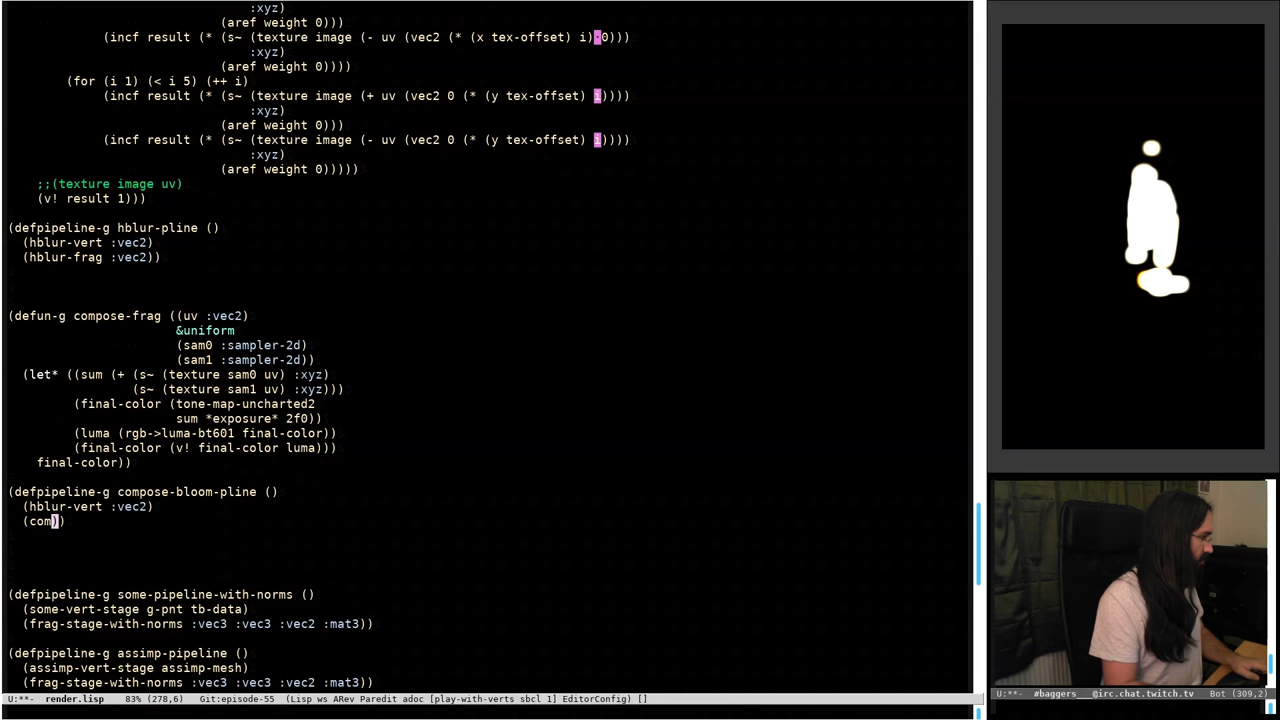 :xyz)
(aref weight 0)))
(incf result (* (s~ (texture image (- uv (vec2 (* (x tex-offset) i) 0)))
:xyz)
(aref weight 0))))
(for (i 1) (< i 5) (++ i)
(incf result (* (s~ (texture image (+ uv (vec2 0 (* (y tex-offset) i))))
:xyz)
(aref weight 0)))
(incf result (* (s~ (texture image (- uv (vec2 0 (* (y tex-offset) i))))
:xyz)
(aref weight 0)))))
;;(texture image uv)
(v! result 1)))
(defpipeline-g hblur-pline ()
(hblur-vert :vec2)
(hblur-frag :vec2))
(defun-g compose-frag ((uv :vec2)
&uniform
(sam0 :sampler-2d)
(sam1 :sampler-2d))
(let* ((sum (+ (s~ (texture sam0 uv) :xyz)
(s~ (texture sam1 uv) :xyz)))
(final-color (tone-map-uncharted2
sum *exposure* 2f0))
(luma (rgb->luma-bt601 final-color))
(final-color (v! final-color luma)))
final-color))
(defpipeline-g compose-bloom-pline ()
(hblur-vert :vec2)
(com))
(defpipeline-g some-pipeline-with-norms ()
(some-vert-stage g-pnt tb-data)
(frag-stage-with-norms :vec3 :vec3 :vec2 :mat3))
(defpipeline-g assimp-pipeline ()
(assimp-vert-stage assimp-mesh)
(frag-stage-with-norms :vec3 :vec3 :vec2 :mat3))
U:**- render.lisp 83% (278,6) Git:episode-55 (Lisp ws ARev Paredit adoc [play-with-verts sbcl 1] EditorConfig) []
U:**- #baggers___@irc.chat.twitch.tv Bot (309,2)